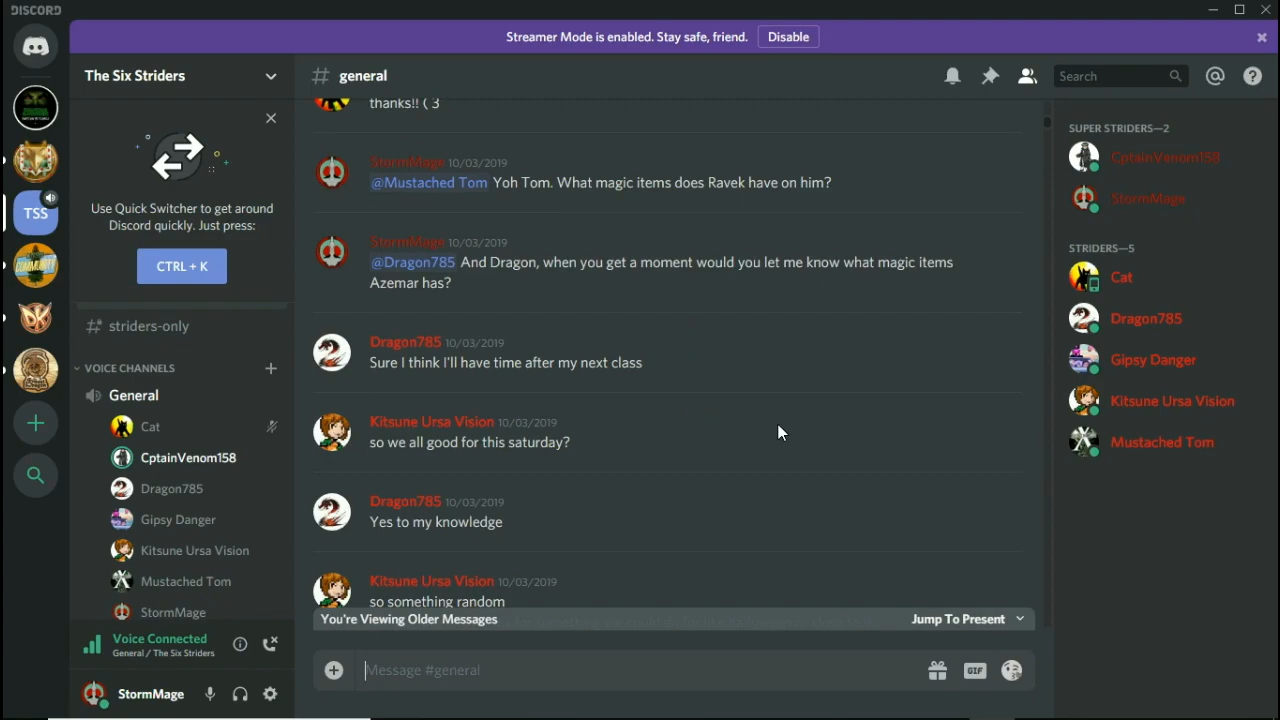 DISCORD
Streamer Mode is enabled. Stay safe, friend. Disable
The Six Striders
Use Quick Switcher to get around
Discord quickly. Just press:
CTRL + K
TSS
striders-only
VOICE CHANNELS
General
Cat
CptainVenom158
Dragon785
Gipsy Danger
Kitsune Ursa Vision
Mustached Tom
StormMage
Voice Connected
General / The Six Striders
StormMage
# general
Search
thanks!! ( 3
StormMage 10/03/2019
@Mustached Tom Yoh Tom. What magic items does Ravek have on him?
StormMage 10/03/2019
@Dragon785 And Dragon, when you get a moment would you let me know what magic items
Azemar has?
Dragon785 10/03/2019
Sure I think I'll have time after my next class
Kitsune Ursa Vision 10/03/2019
so we all good for this saturday?
Dragon785 10/03/2019
Yes to my knowledge
Kitsune Ursa Vision 10/03/2019
so something random
You're Viewing Older Messages Jump To Present
Message #general
GIF
SUPER STRIDERS—2
CptainVenom158
StormMage
STRIDERS—5
Cat
Dragon785
Gipsy Danger
Kitsune Ursa Vision
Mustached Tom